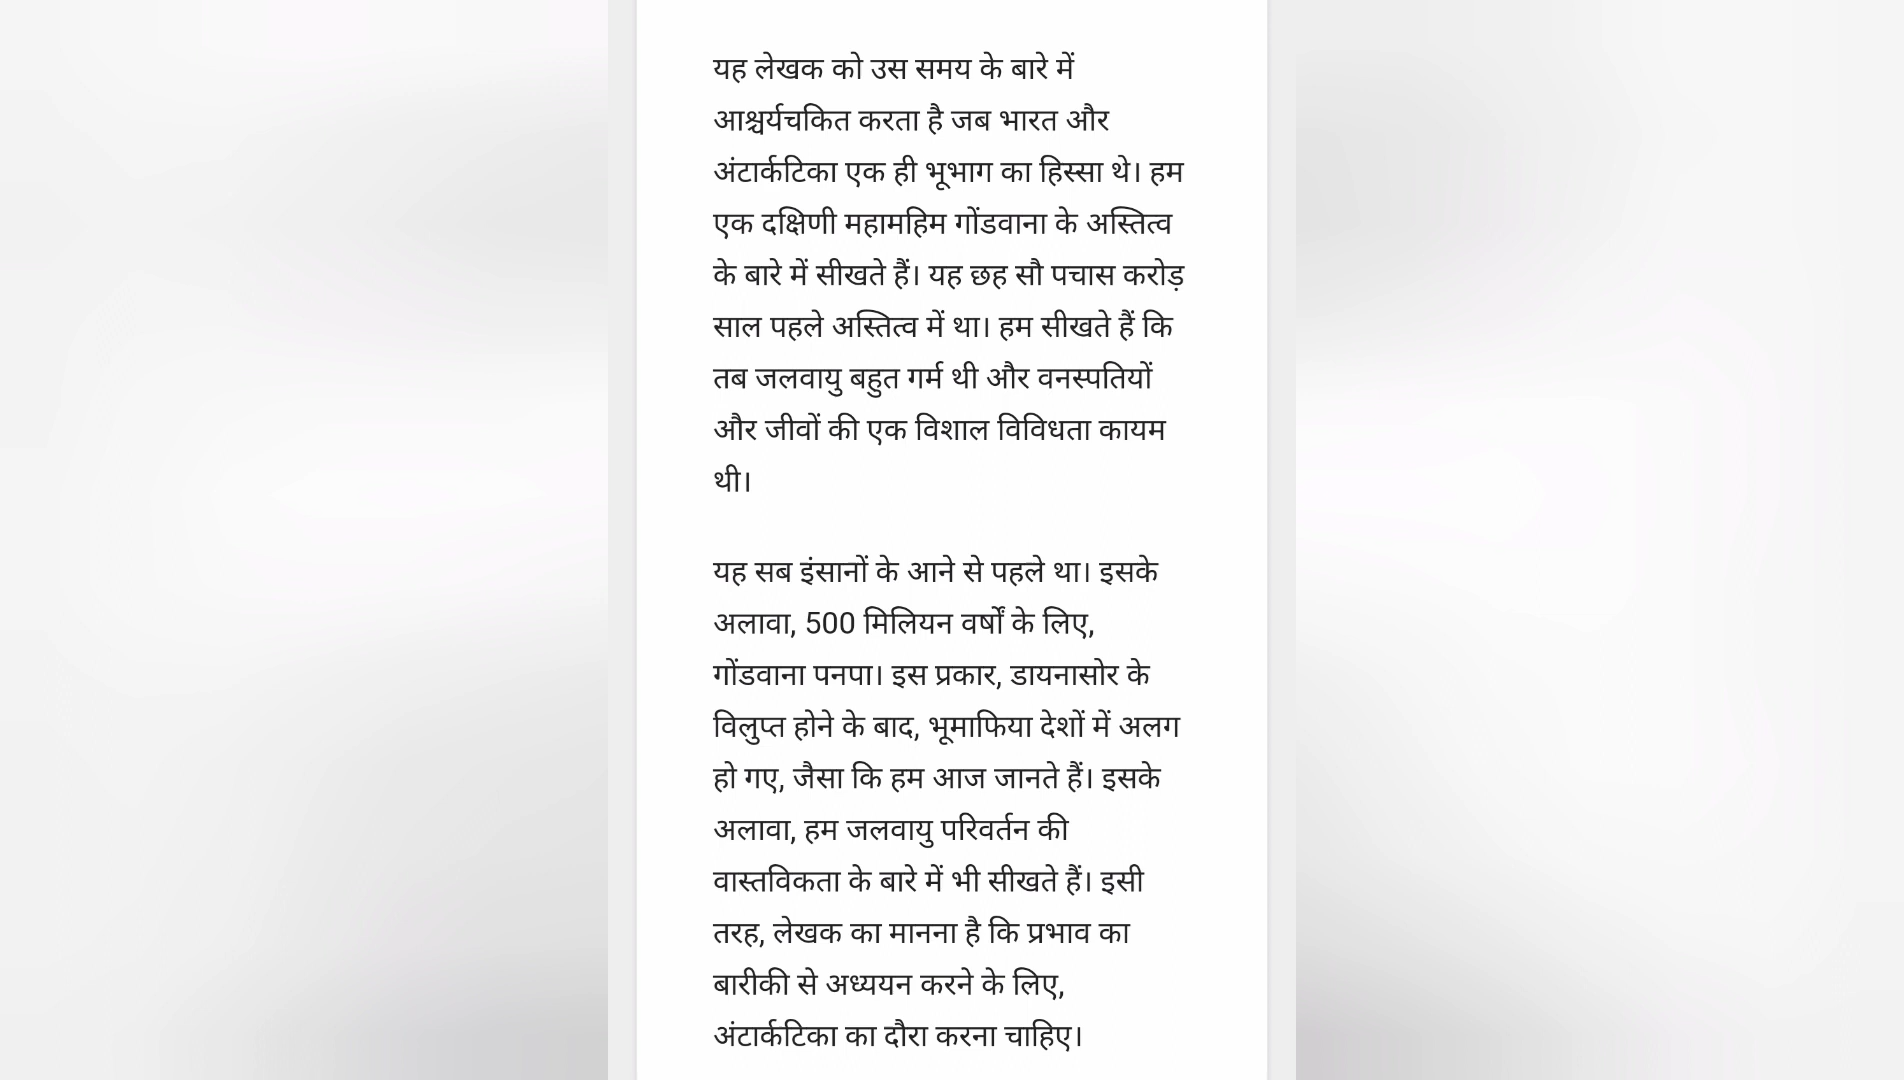 यह लेखक को उस समय के बारे में
आश्चर्यचकित करता है जब भारत और
अंटार्कटिका एक ही भूभाग का हिस्सा थे। हम
एक दक्षिणी महामहिम गोंडवाना के अस्तित्व
के बारे में सीखते हैं। यह छह सौ पचास करोड़
साल पहले अस्तित्व में था। हम सीखते हैं कि
तब जलवायु बहुत गर्म थी और वनस्पतियों
और जीवों की एक विशाल विविधता कायम
थी।
यह सब इंसानों के आने से पहले था। इसके
अलावा, 500 मिलियन वर्षों के लिए,
गोंडवाना पनपा। इस प्रकार, डायनासोर के
विलुप्त होने के बाद, भूमाफिया देशों में अलग
हो गए, जैसा कि हम आज जानते हैं। इसके
अलावा, हम जलवायु परिवर्तन की
वास्तविकता के बारे में भी सीखते हैं। इसी
तरह, लेखक का मानना है कि प्रभाव का
बारीकी से अध्ययन करने के लिए,
अंटार्कटिका का दौरा करना चाहिए।